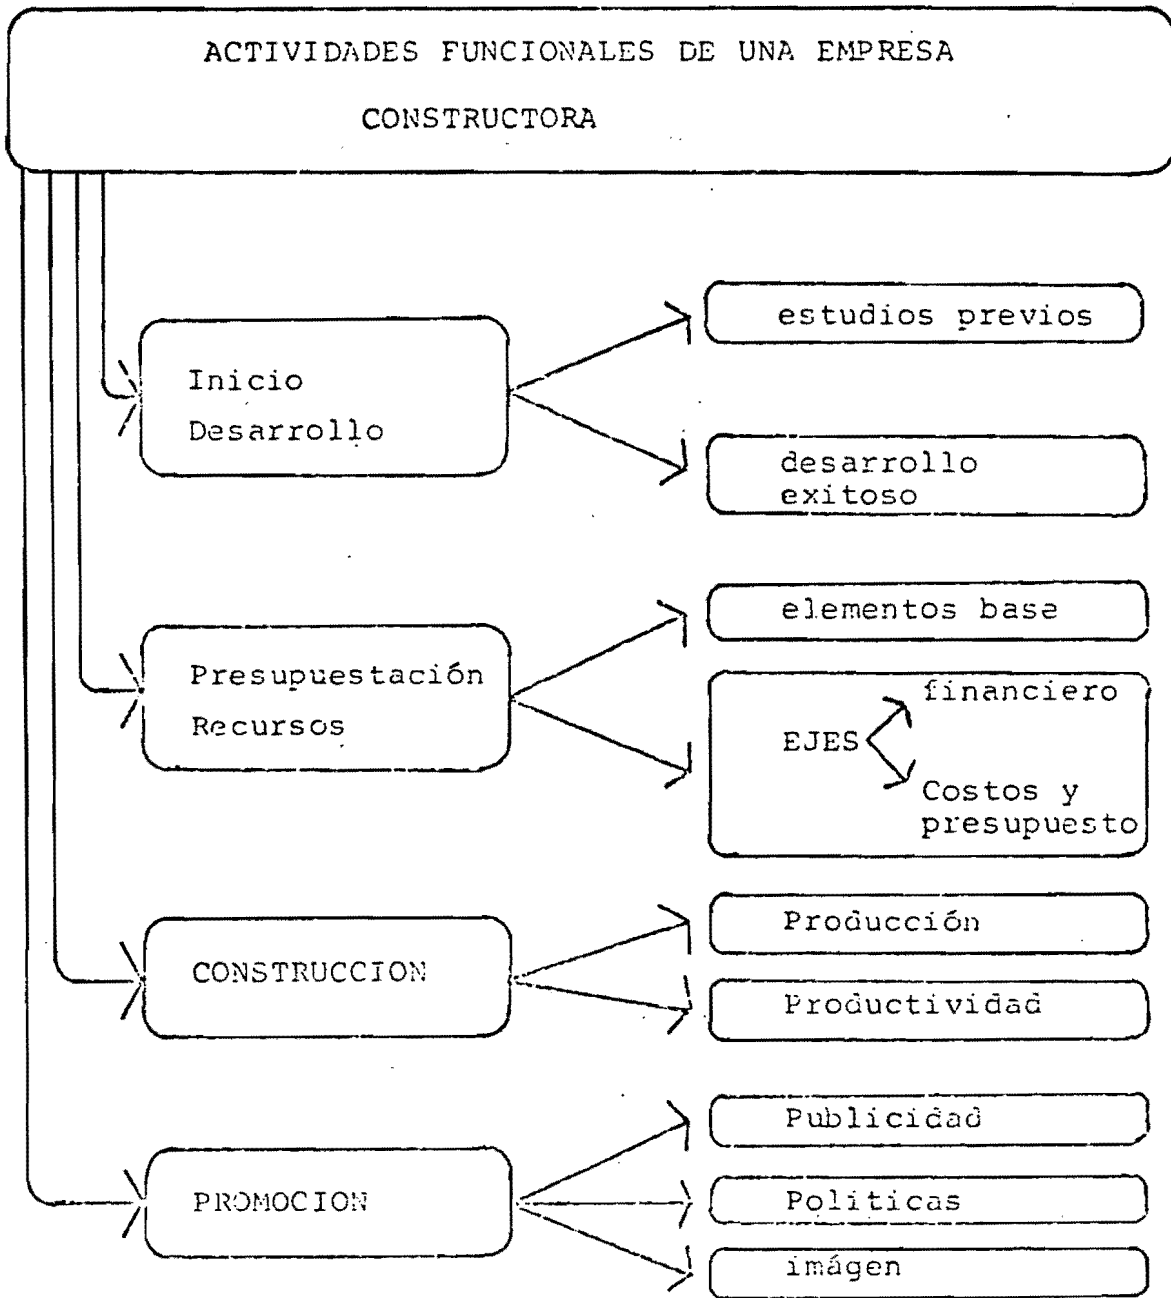 ACTIVIDADES FUNCIONALES DE UNA EMPRESA
CONSTRUCTORA
Inicio
Desarrollo
estudios previos
desarrollo
exitoso
Presupuestación
Recursos
elementos base
EJES
financiero
Costos y
presupuesto
CONSTRUCCION
Producción
Productividad
PROMOCION
Publicidad
Politicas
imágen